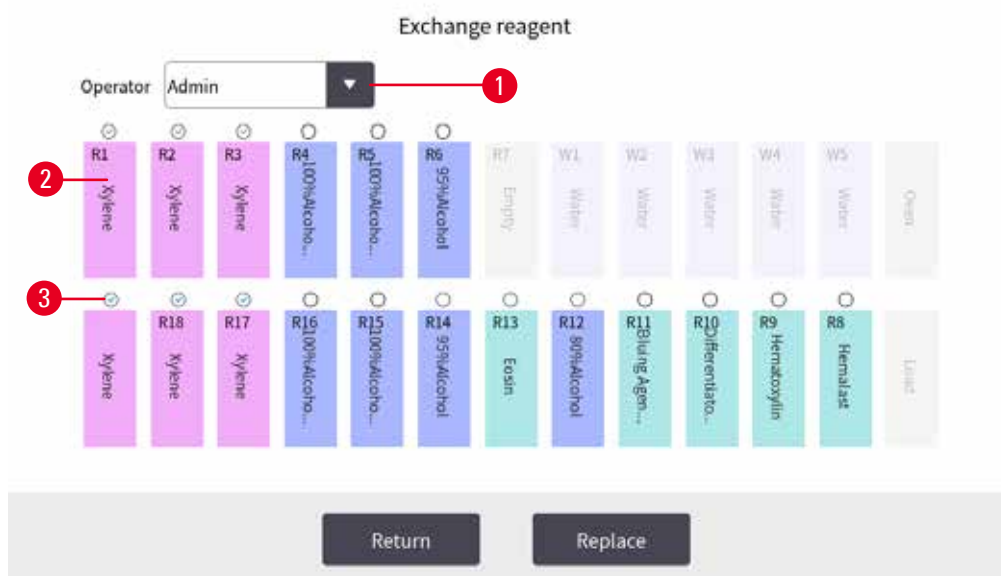 Exchange reagent
Operator Admin
1
R1 R2 R3 R4 R5 R6 R7 W1 W2 W3 W4 W5
2
Xylene Xylene Xylene 100%Alcoho... 100%Alcoho... 95%Alcohol Empty Water Water Water Water Water Oven
3
R18 R17 R16 R15 R14 R13 R12 R11 R10 R9 R8
Xylene Xylene Xylene 100%Alcoho... 100%Alcoho... 95%Alcohol Eosin 80%Alcohol Bluing Agen... Differentiato... Hematoxylin Hemalast Load
Return Replace